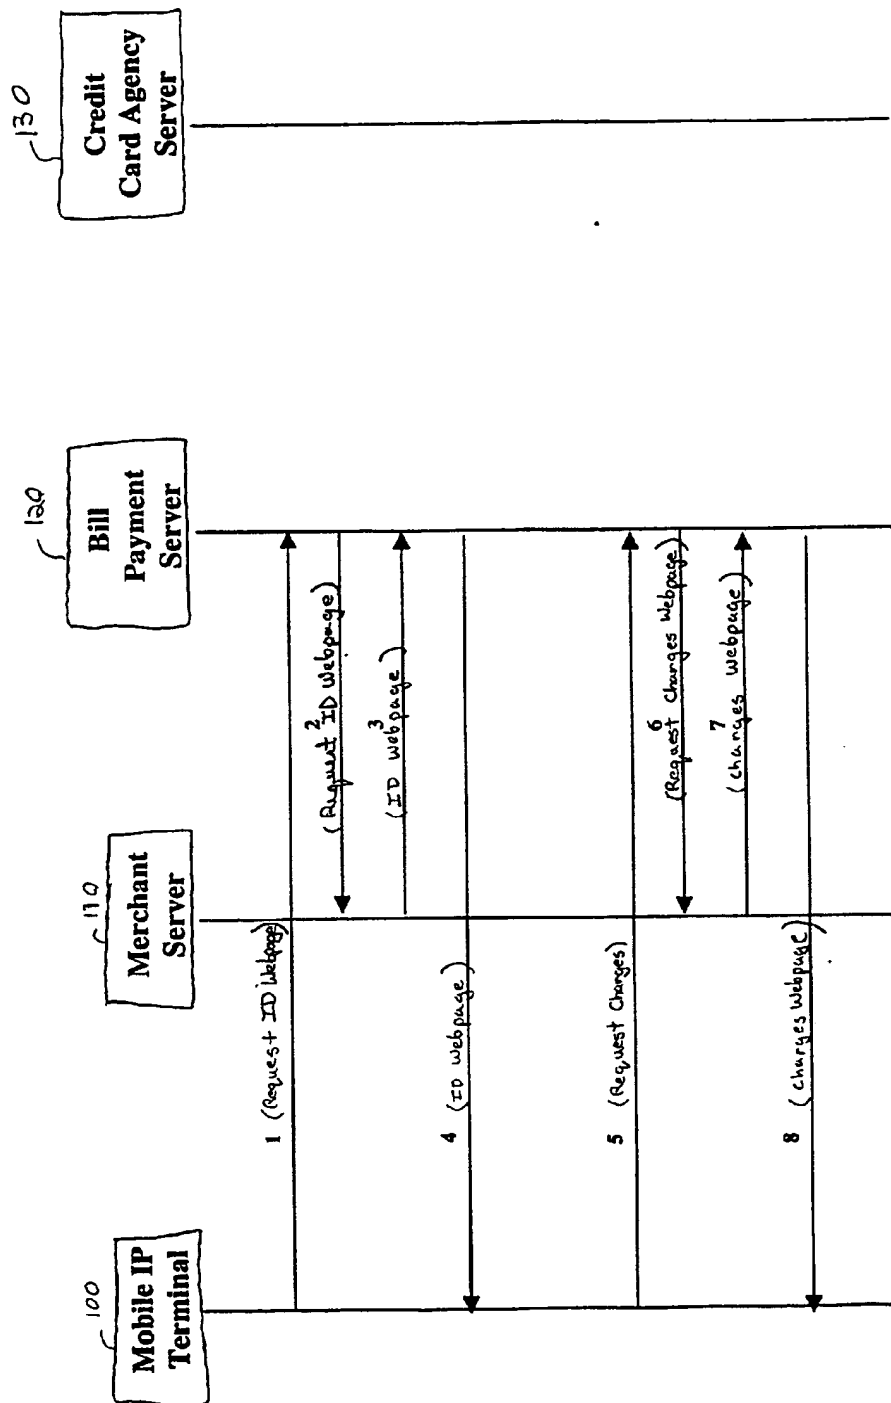 100
Mobile IP
Terminal
110
Merchant
Server
120
Bill
Payment
Server
130
Credit
Card Agency
Server
1 (Request ID Webpage)
2
(Request ID Webpage)
3
(ID Webpage)
4 (ID Webpage)
5 (Request Charges)
6
(Request Changes Webpage)
7
(Changes Webpage)
8 (Charges Webpage)